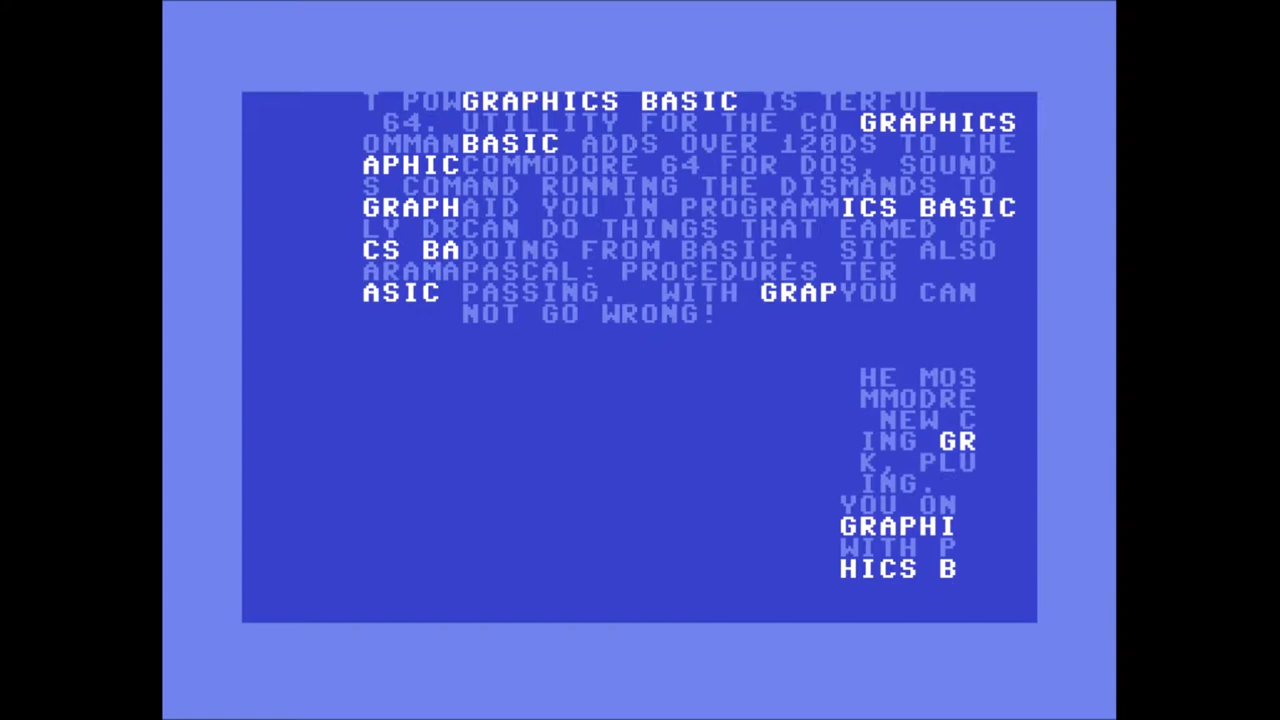 T POWGRAPHICS BASIC IS TERFUL
64. UTILLITY FOR THE CO GRAPHICS
OMMANBASIC ADDS OVER 120DS TO THE
APHICCOMMODORE 64 FOR DOS, SOUND
S COMAND RUNNING THE DISMANDS TO
GRAPHAID YOU IN PROGRAMMICS BASIC
LY DRCAN DO THINGS THAT EAMED OF
CS BADOING FROM BASIC. SIC ALSO
ARAMAPASCAL: PROCEDURES TER
ASIC PASSING. WITH GRAPYOU CAN
NOT GO WRONG!
HE MOS
MMODRE
NEW C
ING GR
K, PLU
ING.
YOU ON
GRAPHI
WITH P
HICS B